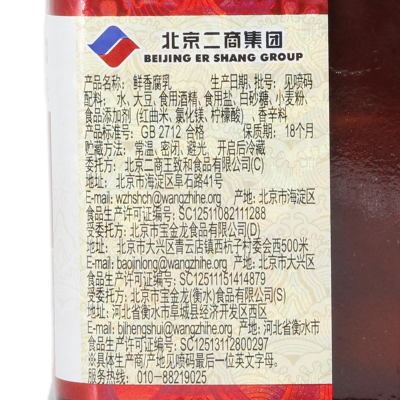 北京二商集团
BEIJING ER SHANG GROUP
产品名称：鲜香腐乳 生产日期、批号：见喷码
配料：水、大豆、食用酒精、食用盐、白砂糖、小麦粉、
食品添加剂（红曲米、氯化镁、柠檬酸）、香辛料
产品标准号：GB 2712 合格 保质期：18个月
贮藏方法：常温、密闭、避光，开启后冷藏
委托方：北京二商王致和食品有限公司(C)
地址：北京市海淀区阜石路41号
E-mail: wzhshch@wangzhihe.org 产地：北京市海淀区
食品生产许可证编号：SC12511082111288
受委托方：北京市宝金龙食品有限公司(D)
地址：北京市大兴区青云店镇西杭子村委会西500米
E-mail: baojinlong@wangzhihe.org 产地：北京市大兴区
食品生产许可证编号：SC12511151414879
受委托方：北京市宝金龙(衡水)食品有限公司(S)
地址：河北省衡水市阜城县经济开发区西区
E-mail: bjlhengshui@wangzhihe.org 产地：河北省衡水市
食品生产许可证编号：SC12513112800297
※具体生产商/产地见喷码最后一位英文字母。
服务热线：010-88219025